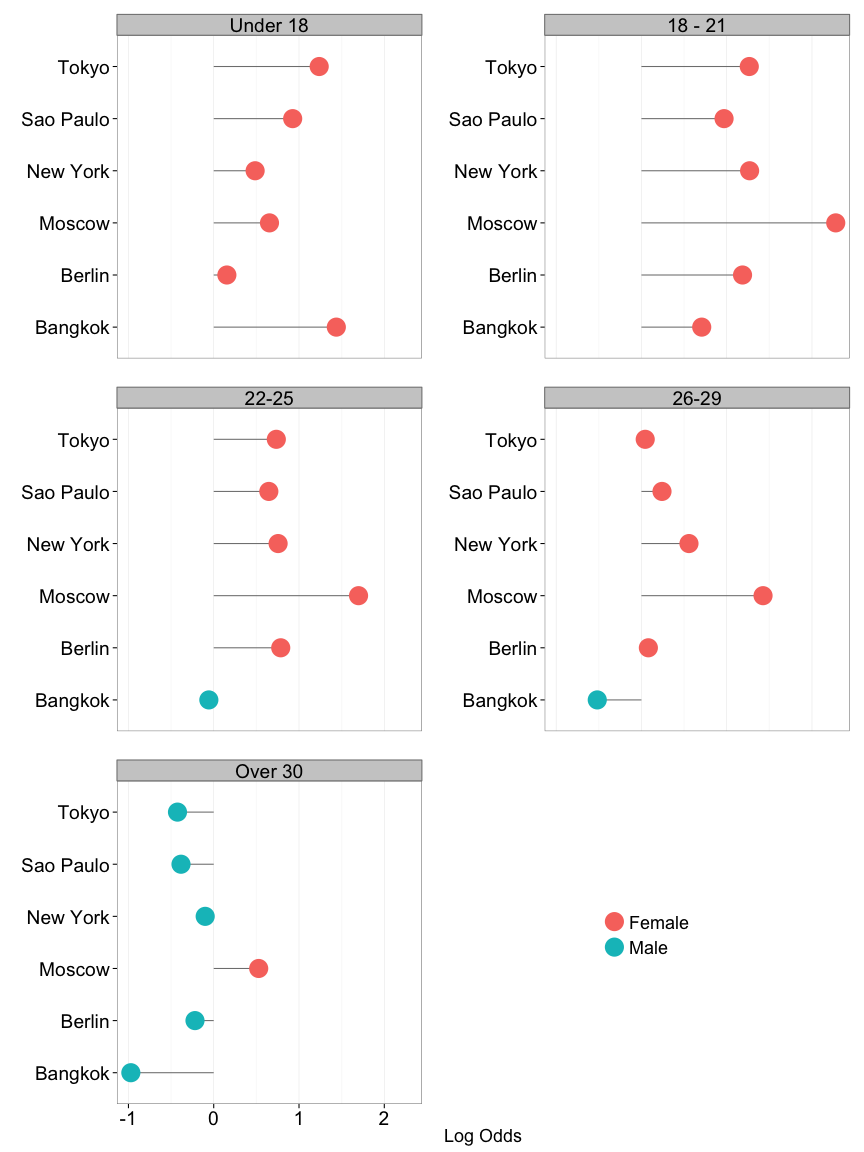 Under 18
Tokyo
Sao Paulo
New York
Moscow
Berlin
Bangkok
18 - 21
Tokyo
Sao Paulo
New York
Moscow
Berlin
Bangkok
22-25
Tokyo
Sao Paulo
New York
Moscow
Berlin
Bangkok
26-29
Tokyo
Sao Paulo
New York
Moscow
Berlin
Bangkok
Over 30
Tokyo
Sao Paulo
New York
Moscow
Berlin
Bangkok
-1 0 1 2
Female
Male
Log Odds